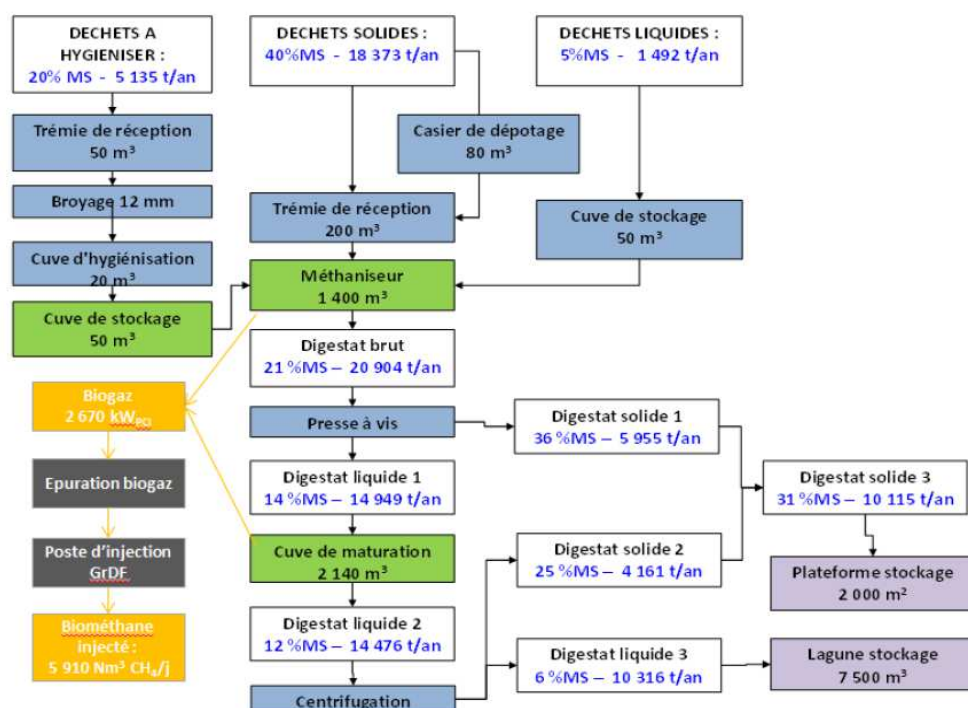 DECHETS A
HYGIENISER :
20% MS - 5 135 t/an
DECHETS SOLIDES :
40%MS - 18 373 t/an
DECHETS LIQUIDES :
5%MS - 1 492 t/an
Trémie de réception
50 m³
Casier de dépotage
80 m³
Broyage 12 mm
Trémie de réception
200 m³
Cuve de stockage
50 m³
Cuve d'hygiénisation
20 m³
Méthaniseur
1 400 m³
Cuve de stockage
50 m³
Digestat brut
21 %MS – 20 904 t/an
Biogaz
2 670 kWPCI
Presse à vis
Digestat solide 1
36 %MS – 5 955 t/an
Epuration biogaz
Digestat liquide 1
14 %MS – 14 949 t/an
Digestat solide 3
31 %MS – 10 115 t/an
Poste d'injection
GrDF
Cuve de maturation
2 140 m³
Digestat solide 2
25 %MS – 4 161 t/an
Plateforme stockage
2 000 m²
Biométhane
injecté :
5 910 Nm³ CH₄/j
Digestat liquide 2
12 %MS – 14 476 t/an
Digestat liquide 3
6 %MS – 10 316 t/an
Lagune stockage
7 500 m³
Centrifugation